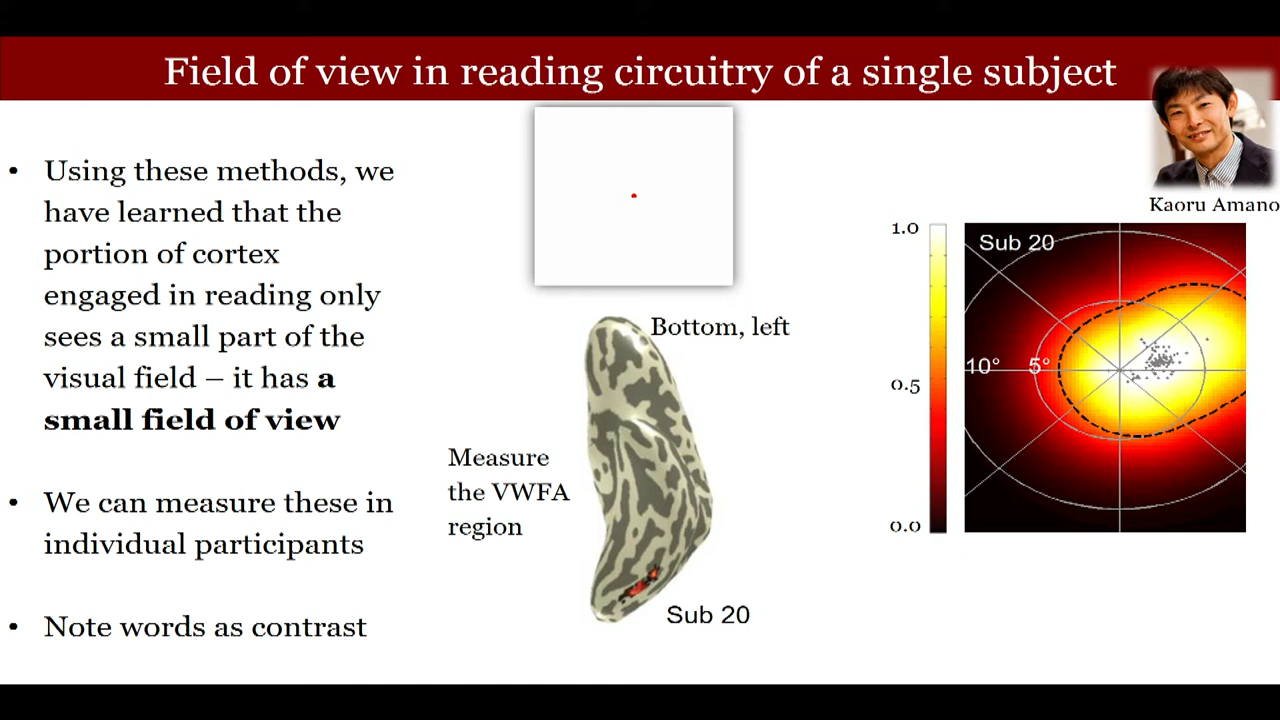 Field of view in reading circuitry of a single subject
• Using these methods, we
have learned that the
portion of cortex
engaged in reading only
sees a small part of the
visual field – it has a
small field of view
• We can measure these in
individual participants
• Note words as contrast
Bottom, left
Measure
the VWFA
region
Sub 20
Kaoru Amano
1.0
0.5
0.0
Sub 20
10° 5°